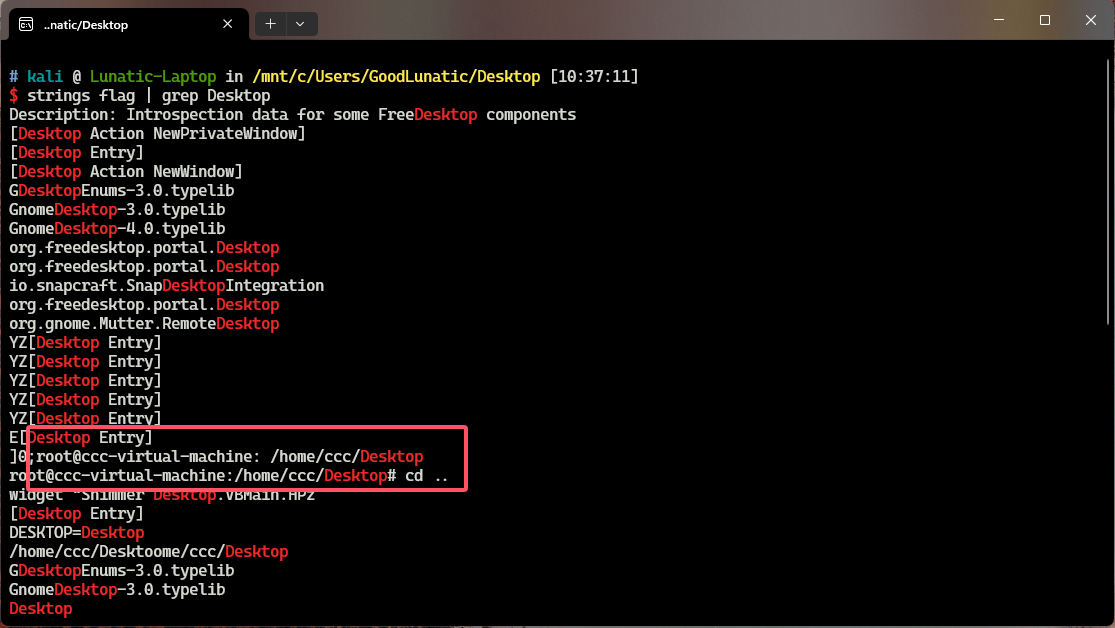 ..natic/Desktop
# kali @ Lunatic-Laptop in /mnt/c/Users/GoodLunatic/Desktop [10:37:11]
$ strings flag | grep Desktop
Description: Introspection data for some FreeDesktop components
[Desktop Action NewPrivateWindow]
[Desktop Entry]
[Desktop Action NewWindow]
GDesktopEnums-3.0.typelib
GnomeDesktop-3.0.typelib
GnomeDesktop-4.0.typelib
org.freedesktop.portal.Desktop
org.freedesktop.portal.Desktop
io.snapcraft.SnapDesktopIntegration
org.freedesktop.portal.Desktop
org.gnome.Mutter.RemoteDesktop
YZ[Desktop Entry]
YZ[Desktop Entry]
YZ[Desktop Entry]
YZ[Desktop Entry]
YZ[Desktop Entry]
E[Desktop Entry]
]0;root@ccc-virtual-machine: /home/ccc/Desktop
root@ccc-virtual-machine:/home/ccc/Desktop# cd ..
widget "Shimmer Desktop.VBMain.HPZ
[Desktop Entry]
DESKTOP=Desktop
/home/ccc/Desktoome/ccc/Desktop
GDesktopEnums-3.0.typelib
GnomeDesktop-3.0.typelib
Desktop